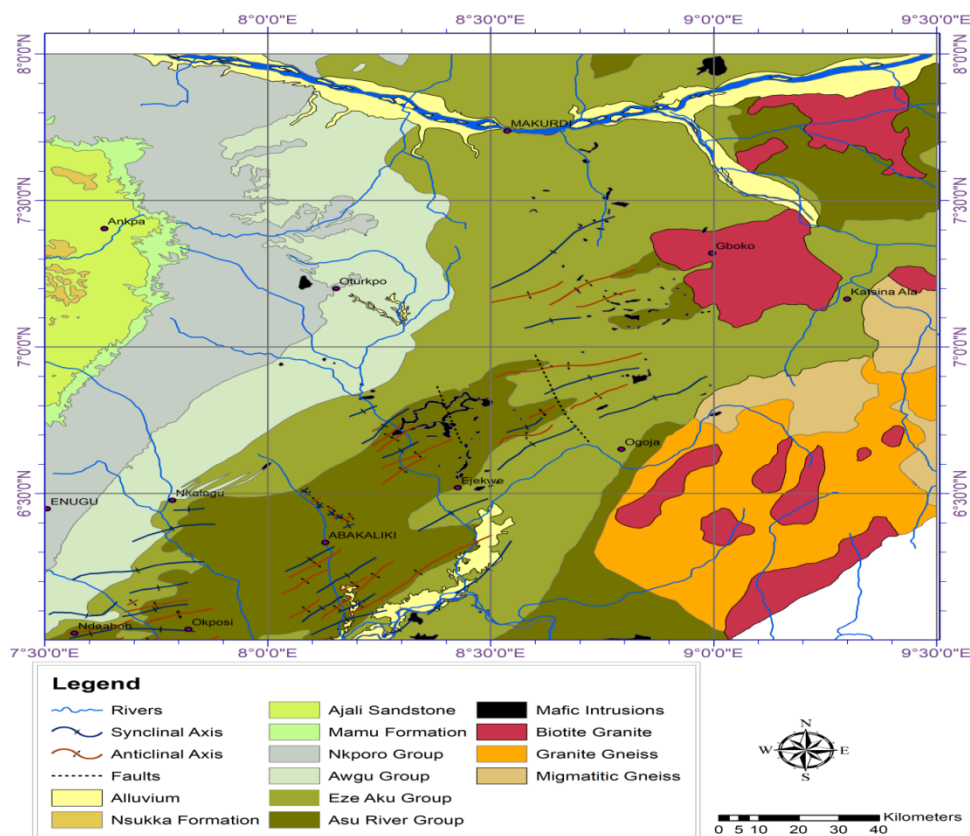 8°0'0"E 8°30'0"E 9°0'0"E 9°30'0"E
8°0'0"N 8°0'0"N
MAKURDI
7°30'0"N 7°30'0"N
Ankpa
Gboko
Oturkpo
Katsina Ala
7°0'0"N 7°0'0"N
Ogoja
Ejekwe
6°30'0"N 6°30'0"N
Nkalagu
ENUGU
ABAKALIKI
Ndeaboh Okposi
7°30'0"E 8°0'0"E 8°30'0"E 9°0'0"E 9°30'0"E
Legend
Rivers
Synclinal Axis
Anticlinal Axis
Faults
Alluvium
Nsukka Formation
Ajali Sandstone
Mamu Formation
Nkporo Group
Awgu Group
Eze Aku Group
Asu River Group
Mafic Intrusions
Biotite Granite
Granite Gneiss
Migmatitic Gneiss
N
W E
S
Kilometers
0 5 10 20 30 40